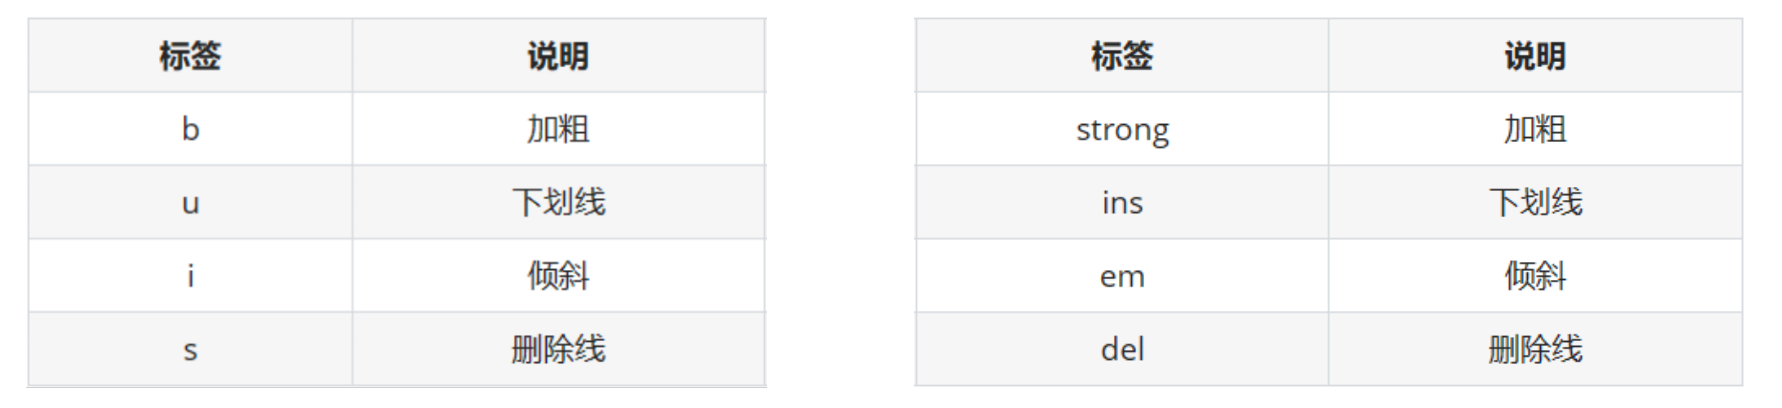 标签 说明
b 加粗
u 下划线
i 倾斜
s 删除线
标签 说明
strong 加粗
ins 下划线
em 倾斜
del 删除线